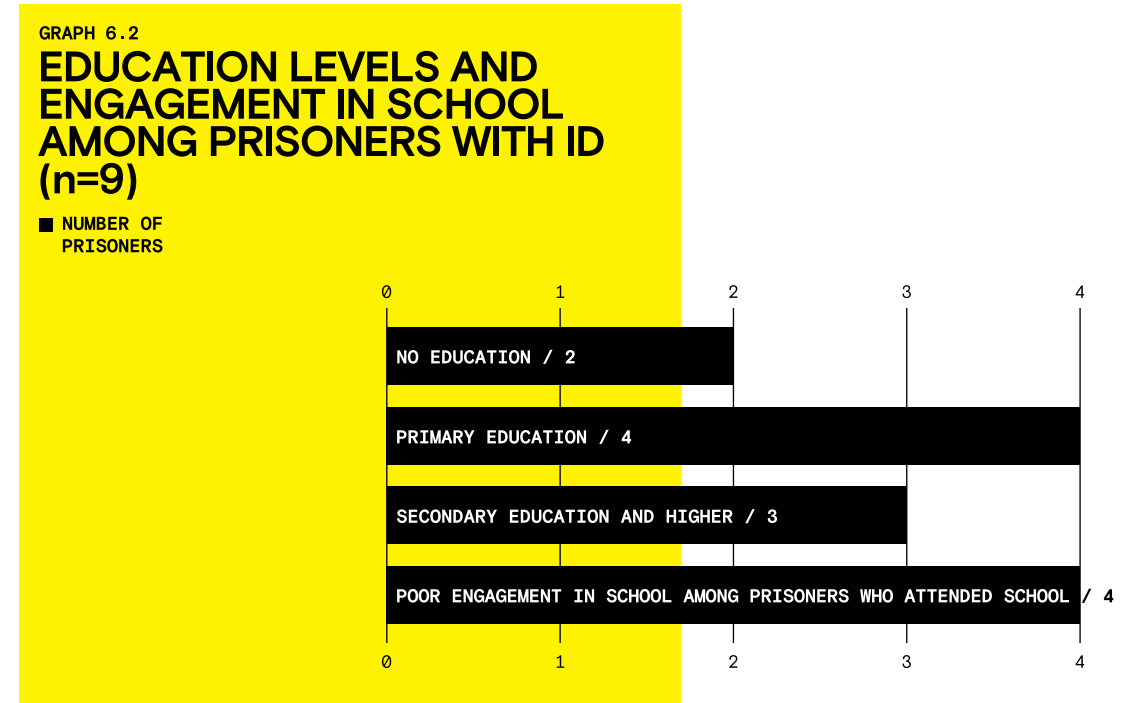 GRAPH 6.2
EDUCATION LEVELS AND
ENGAGEMENT IN SCHOOL
AMONG PRISONERS WITH ID
(n=9)
NUMBER OF
PRISONERS
0 1 2 3 4
NO EDUCATION / 2
PRIMARY EDUCATION / 4
SECONDARY EDUCATION AND HIGHER / 3
POOR ENGAGEMENT IN SCHOOL AMONG PRISONERS WHO ATTENDED SCHOOL / 4
0 1 2 3 4